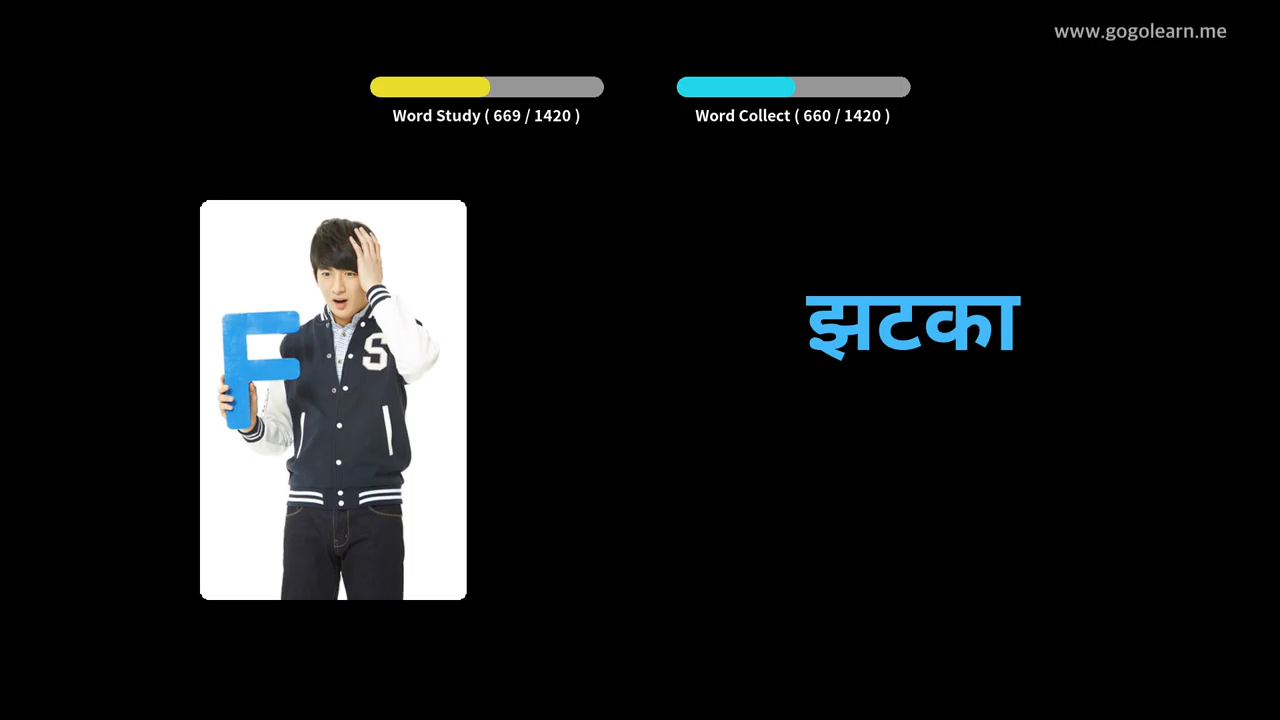 www.gogolearn.me
Word Study ( 669 / 1420 )
Word Collect ( 660 / 1420 )
F
S
झटका